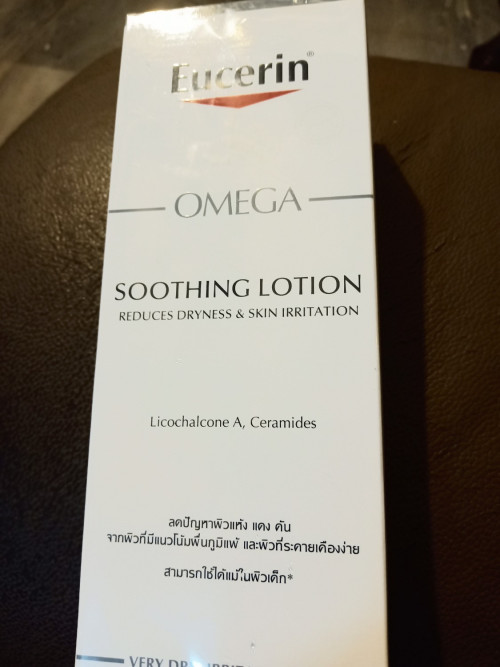 Eucerin®
OMEGA
SOOTHING LOTION
REDUCES DRYNESS & SKIN IRRITATION
Licochalcone A, Ceramides
ลดปัญหาผิวแห้ง แดง คัน
จากผิวที่มีแนวโน้มผื่นภูมิแพ้ และผิวที่ระคายเคืองง่าย
สามารถใช้ได้แม้ในผิวเด็ก*
VERY